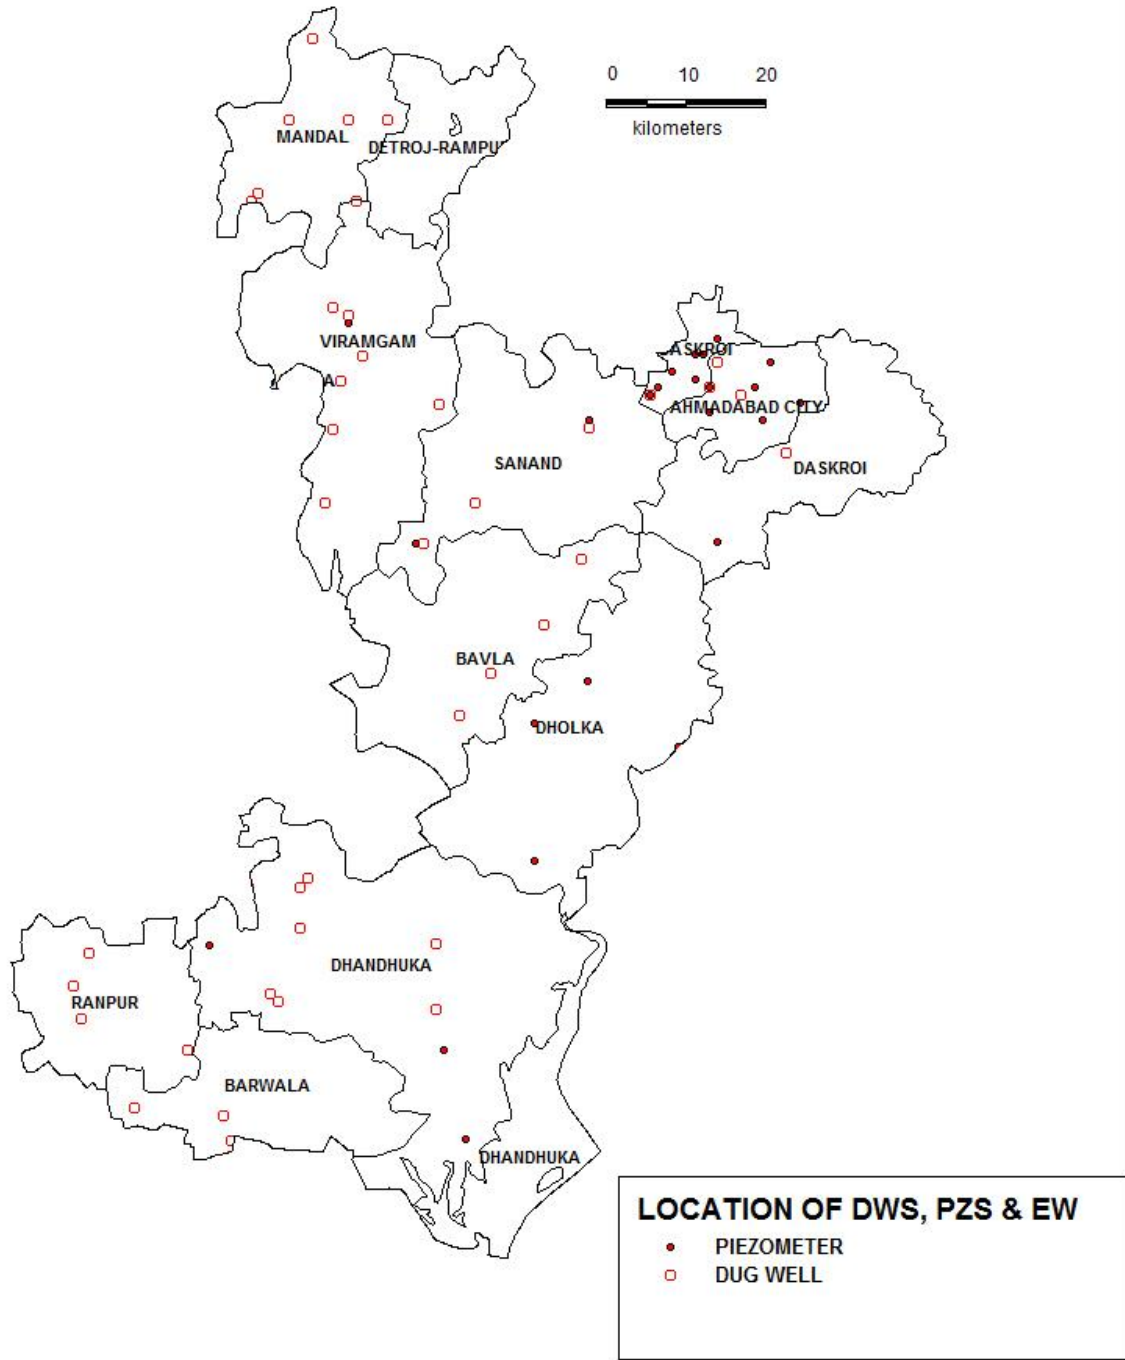 0 10 20
kilometers
MANDAL
DETROJ-RAMPU
VIRAMGAM
A
ASKROI
AHMADABAD CITY
SANAND
DASKROI
BAVLA
DHOLKA
DHANDHUKA
RANPUR
BARWALA
DHANDHUKA
LOCATION OF DWS, PZS & EW
PIEZOMETER
DUG WELL